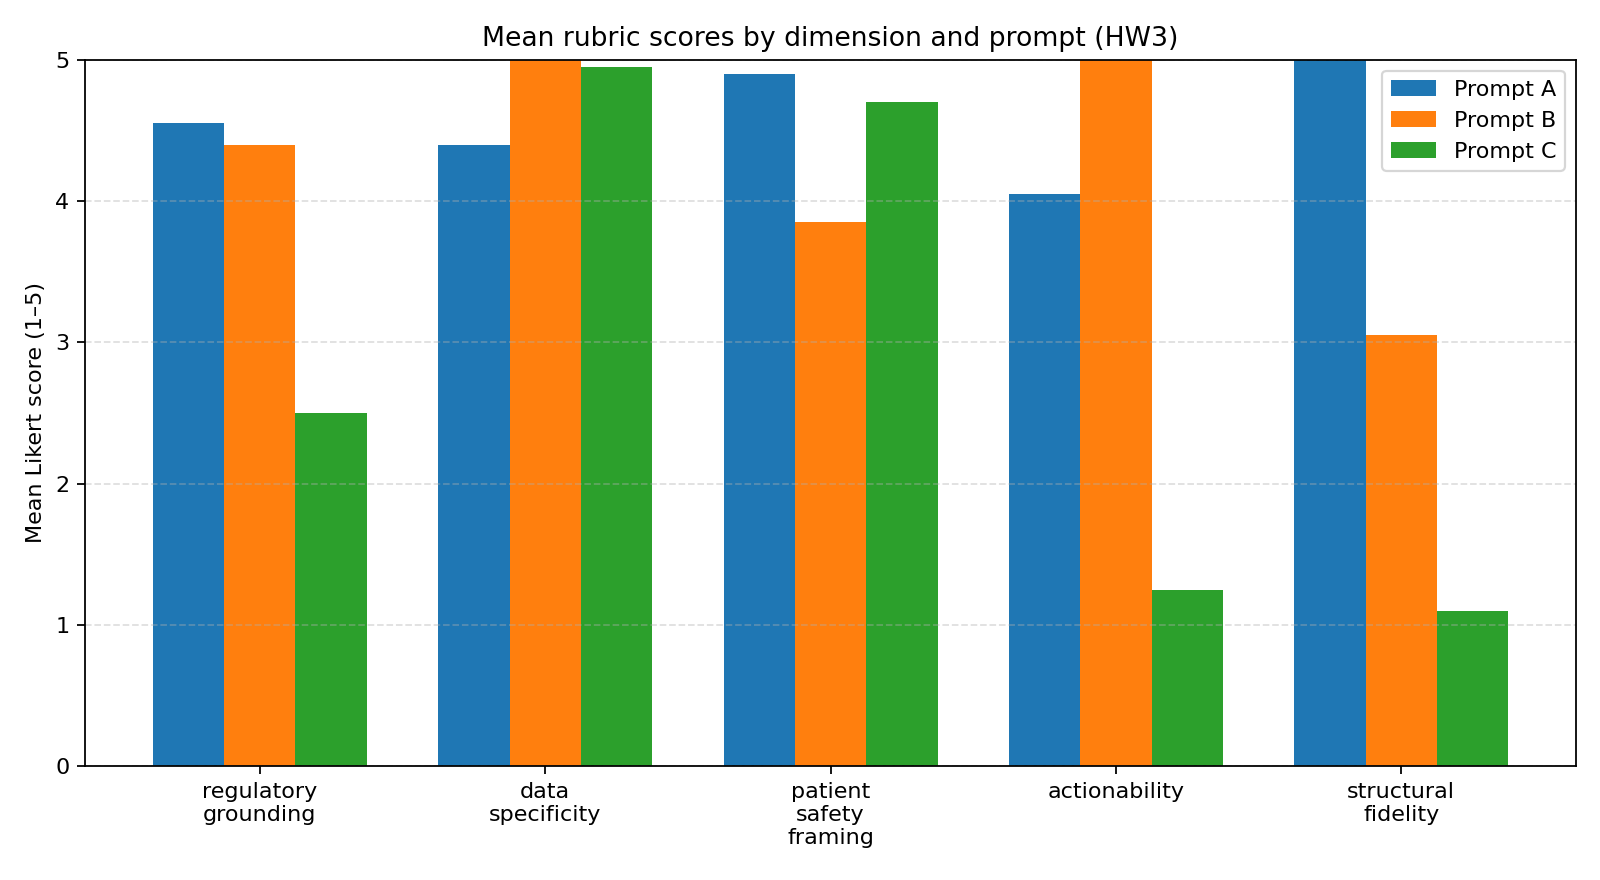 Mean rubric scores by dimension and prompt (HW3)
Mean Likert score (1–5)
5
4
3
2
1
0
Prompt A
Prompt B
Prompt C
regulatory
grounding
data
specificity
patient
safety
framing
actionability
structural
fidelity